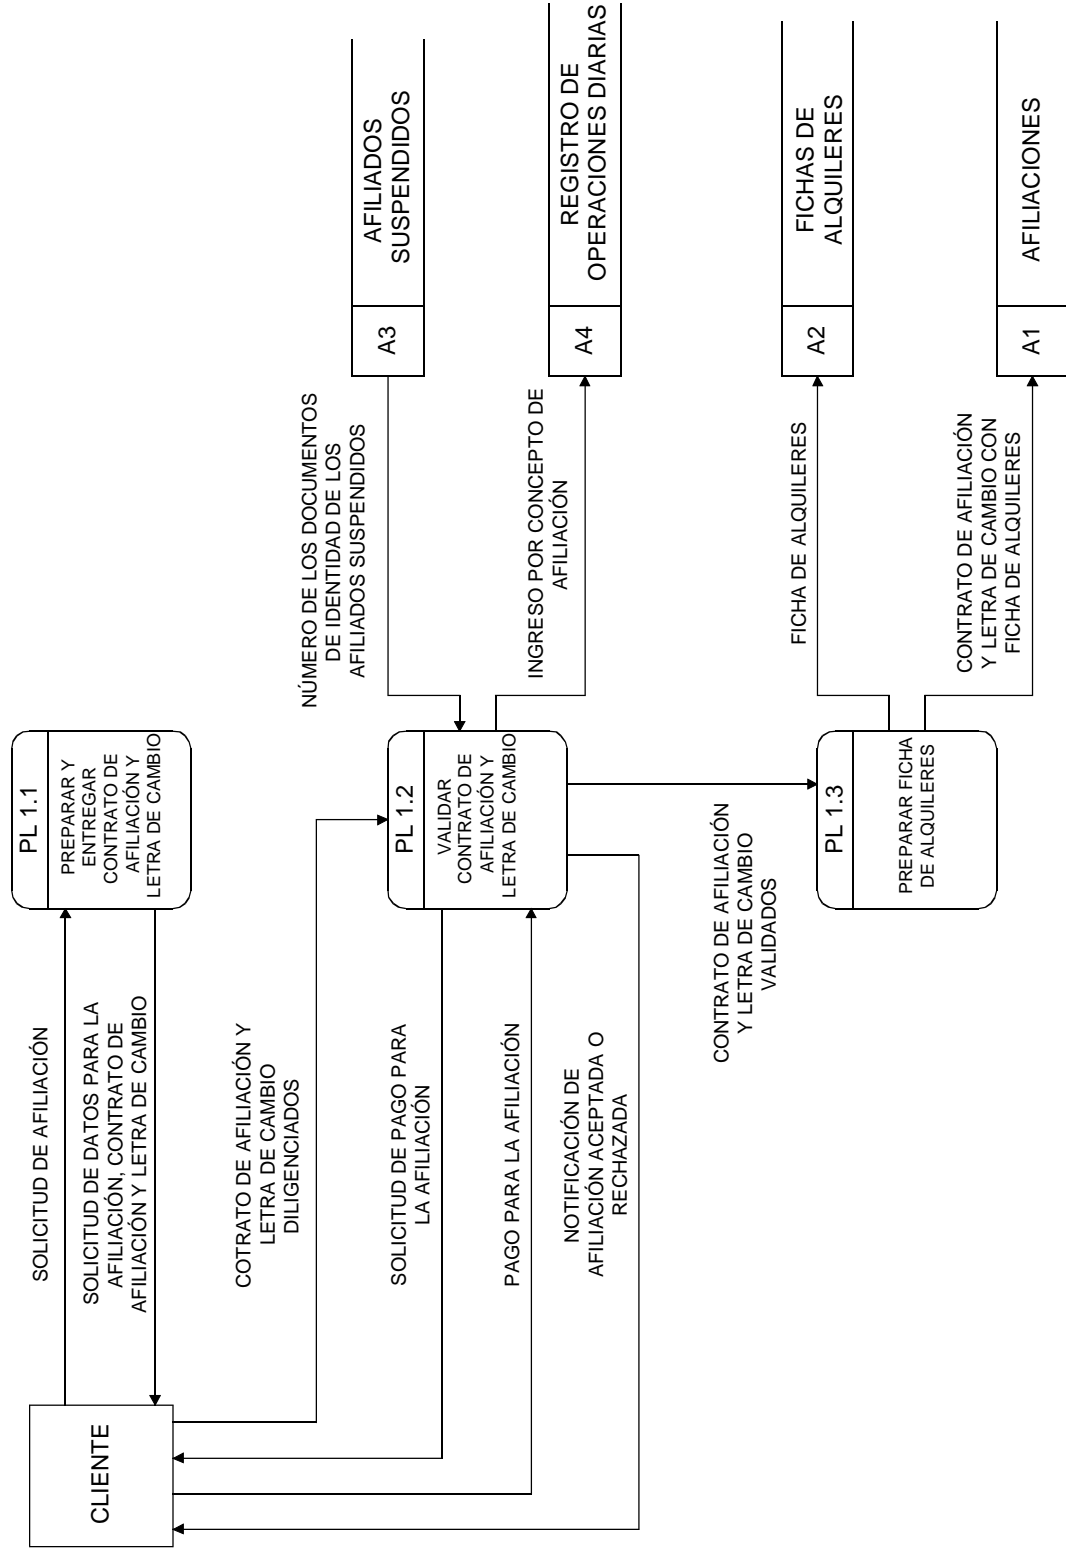 CLIENTE
SOLICITUD DE AFILIACIÓN
SOLICITUD DE DATOS PARA LA
AFILIACIÓN, CONTRATO DE
AFILIACIÓN Y LETRA DE CAMBIO
PL 1.1
PREPARAR Y
ENTREGAR
CONTRATO DE
AFILIACIÓN Y
LETRA DE CAMBIO
COTRATO DE AFILIACIÓN Y
LETRA DE CAMBIO
DILIGENCIADOS
SOLICITUD DE PAGO PARA
LA AFILIACIÓN
PAGO PARA LA AFILIACIÓN
NOTIFICACIÓN DE
AFILIACIÓN ACEPTADA O
RECHAZADA
PL 1.2
VALIDAR
CONTRATO DE
AFILIACIÓN Y
LETRA DE CAMBIO
NÚMERO DE LOS DOCUMENTOS
DE IDENTIDAD DE LOS
AFILIADOS SUSPENDIDOS
A3
AFILIADOS
SUSPENDIDOS
INGRESO POR CONCEPTO DE
AFILIACIÓN
A4
REGISTRO DE
OPERACIONES DIARIAS
CONTRATO DE AFILIACIÓN
Y LETRA DE CAMBIO
VALIDADOS
PL 1.3
PREPARAR FICHA
DE ALQUILERES
FICHA DE ALQUILERES
A2
FICHAS DE
ALQUILERES
CONTRATO DE AFILIACIÓN
Y LETRA DE CAMBIO CON
FICHA DE ALQUILERES
A1
AFILIACIONES